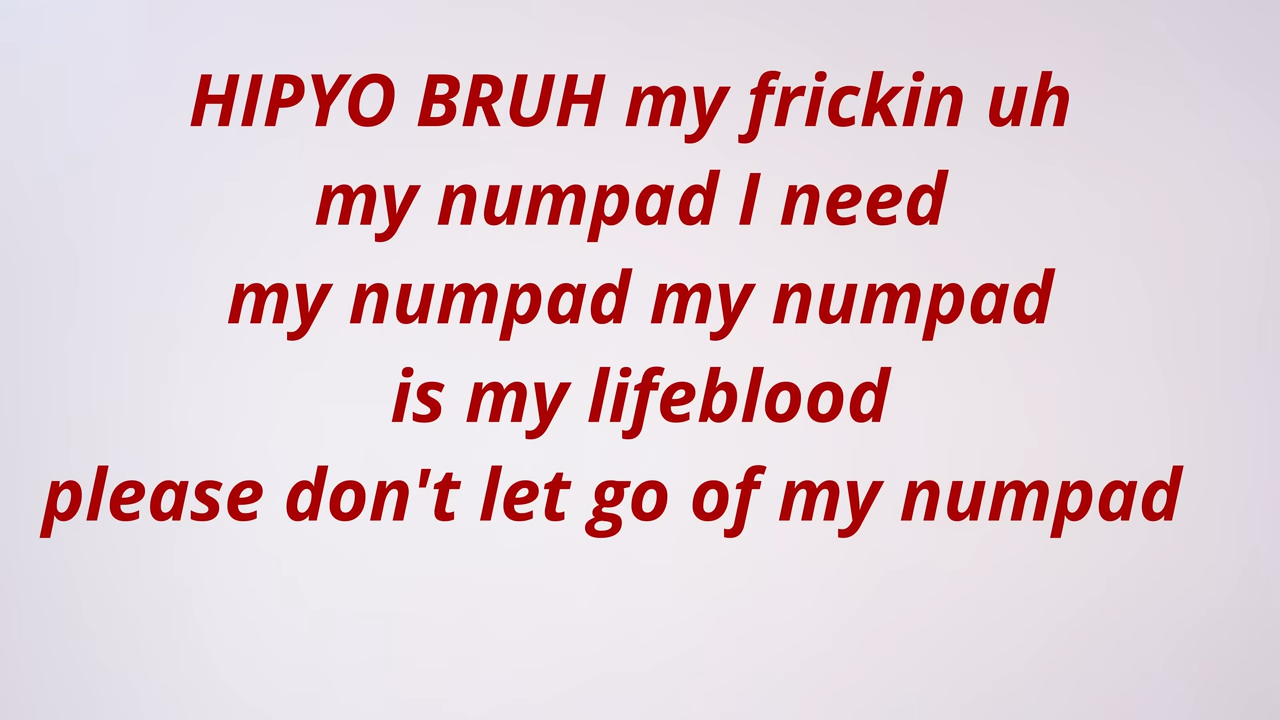 HIPYO BRUH my frickin uh
my numpad I need
my numpad my numpad
is my lifeblood
please don't let go of my numpad